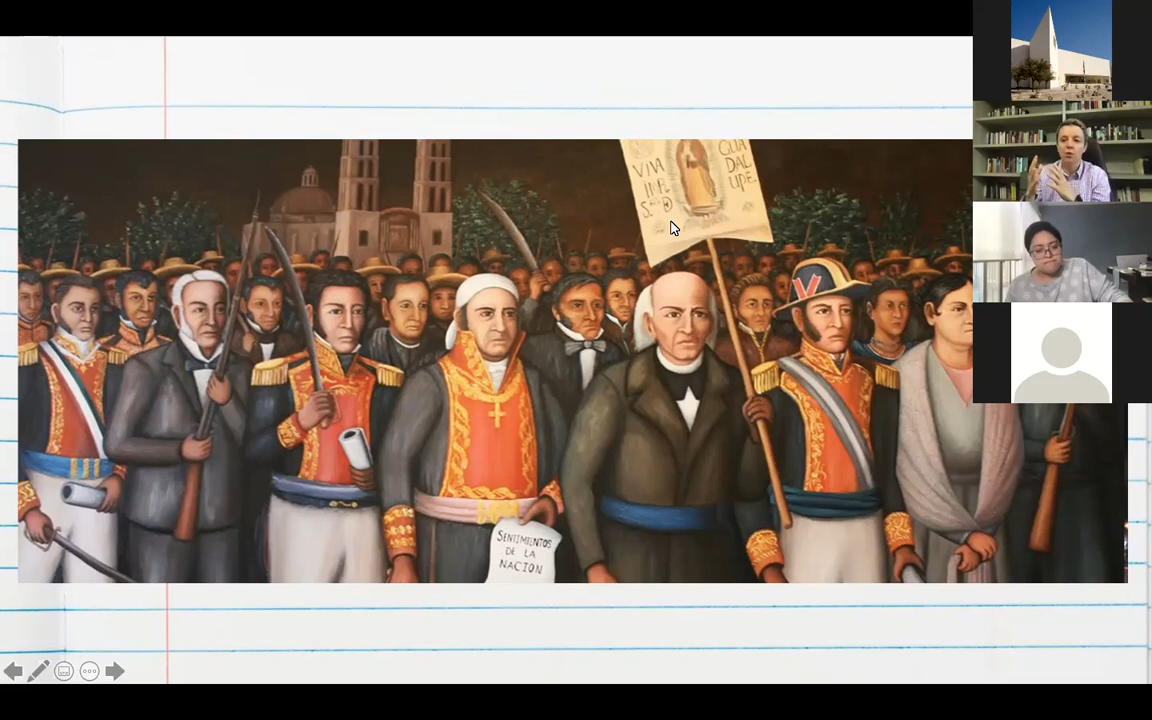 VIVA
GUA
DAL
UPE.
SENTIMIENTOS
DE LA
NACION